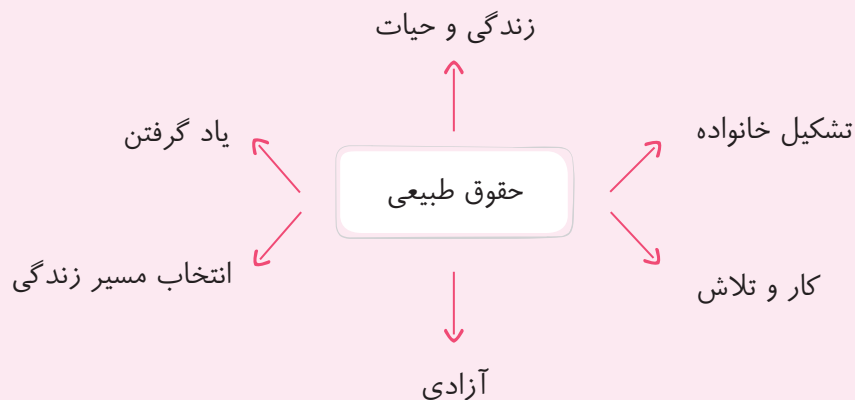 زندگی و حیات
تشکیل خانواده
یاد گرفتن
حقوق طبیعی
انتخاب مسیر زندگی
کار و تلاش
آزادی